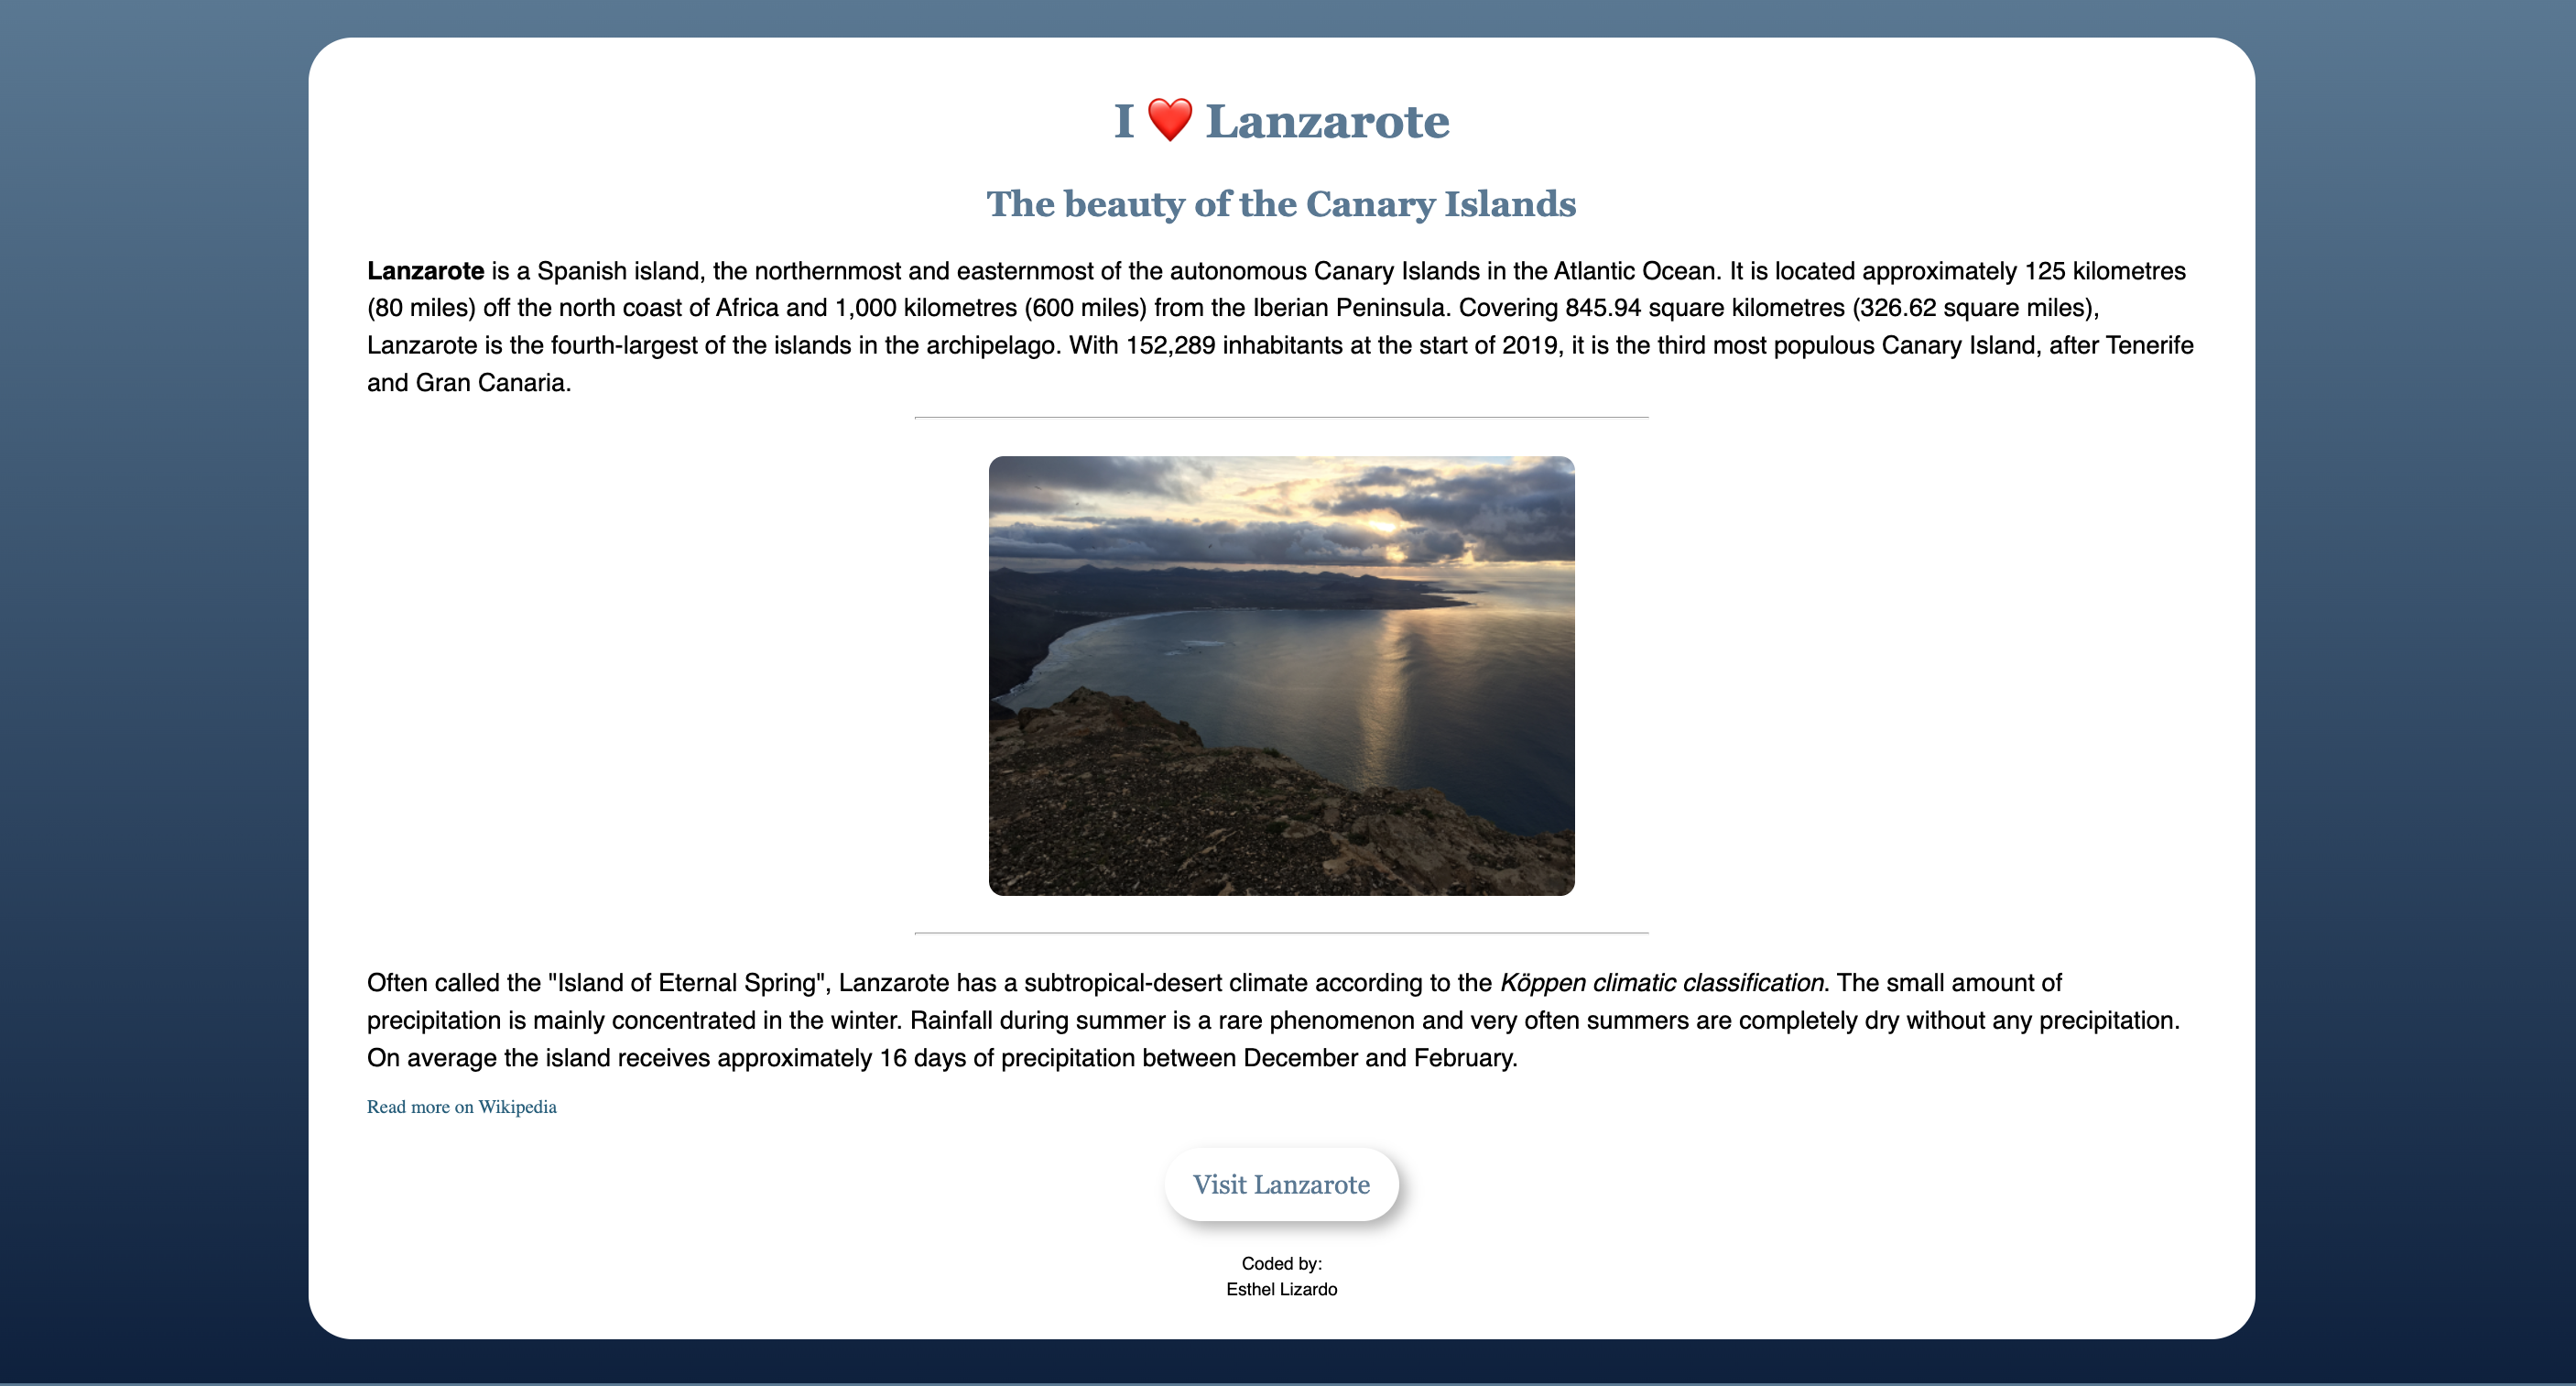 I ❤️ Lanzarote
The beauty of the Canary Islands
Lanzarote is a Spanish island, the northernmost and easternmost of the autonomous Canary Islands in the Atlantic Ocean. It is located approximately 125 kilometres
(80 miles) off the north coast of Africa and 1,000 kilometres (600 miles) from the Iberian Peninsula. Covering 845.94 square kilometres (326.62 square miles),
Lanzarote is the fourth-largest of the islands in the archipelago. With 152,289 inhabitants at the start of 2019, it is the third most populous Canary Island, after Tenerife
and Gran Canaria.
Often called the "Island of Eternal Spring", Lanzarote has a subtropical-desert climate according to the Köppen climatic classification. The small amount of
precipitation is mainly concentrated in the winter. Rainfall during summer is a rare phenomenon and very often summers are completely dry without any precipitation.
On average the island receives approximately 16 days of precipitation between December and February.
Read more on Wikipedia
Visit Lanzarote
Coded by:
Esthel Lizardo